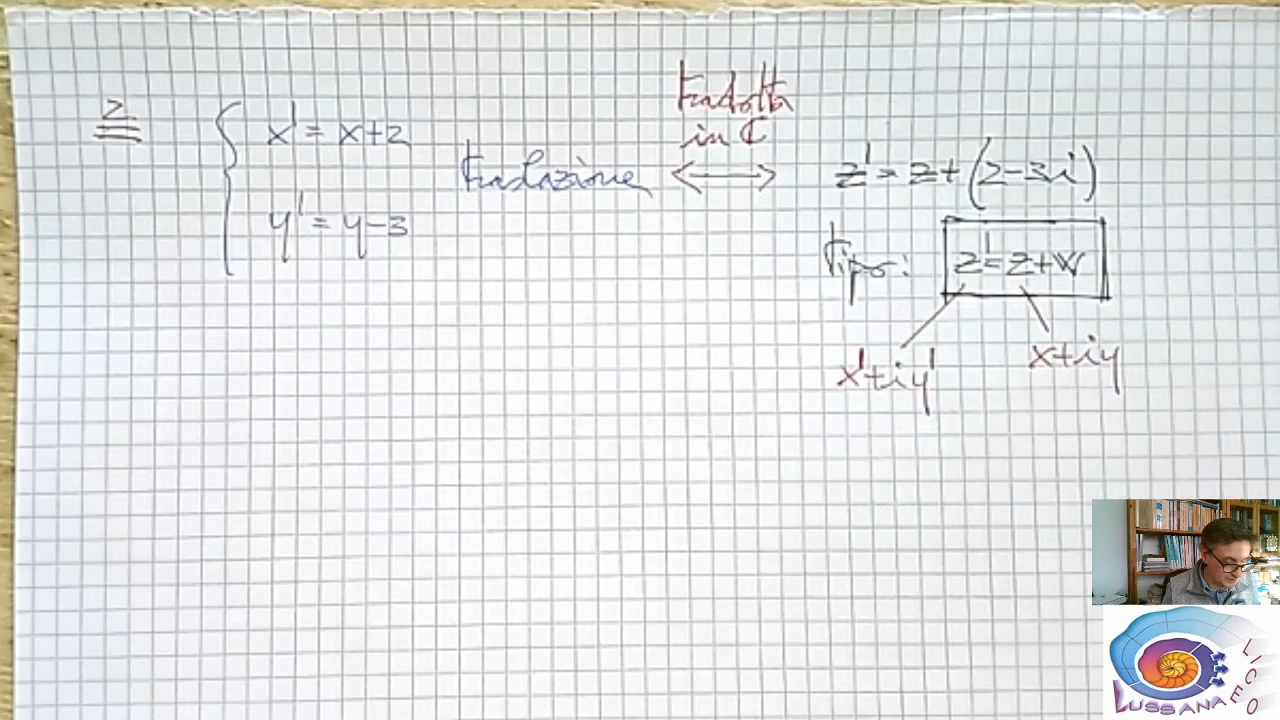 2
x' = x+2
y' = y-3
traslazione
tradotta
in ℂ
z' = z + (2-3i)
tipo: z' = z+w
x'+iy'
x+iy
LICEO
LUSSANA